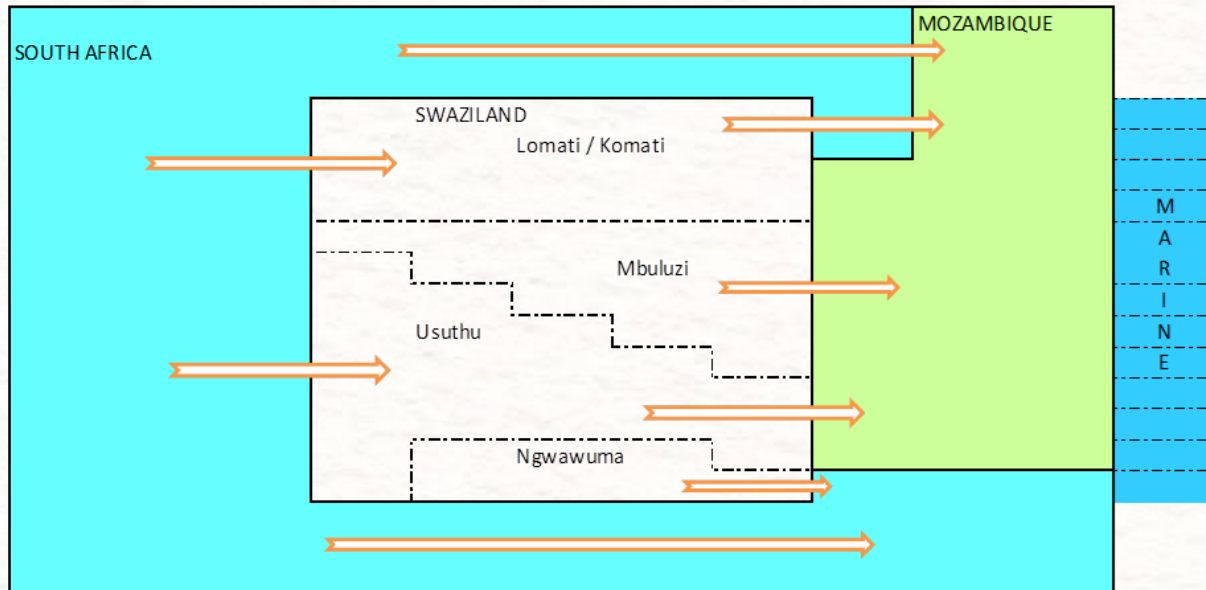 MOZAMBIQUE
SOUTH AFRICA
SWAZILAND
Lomati / Komati
M
A
R
I
N
E
Mbuluzi
Usuthu
Ngwawuma